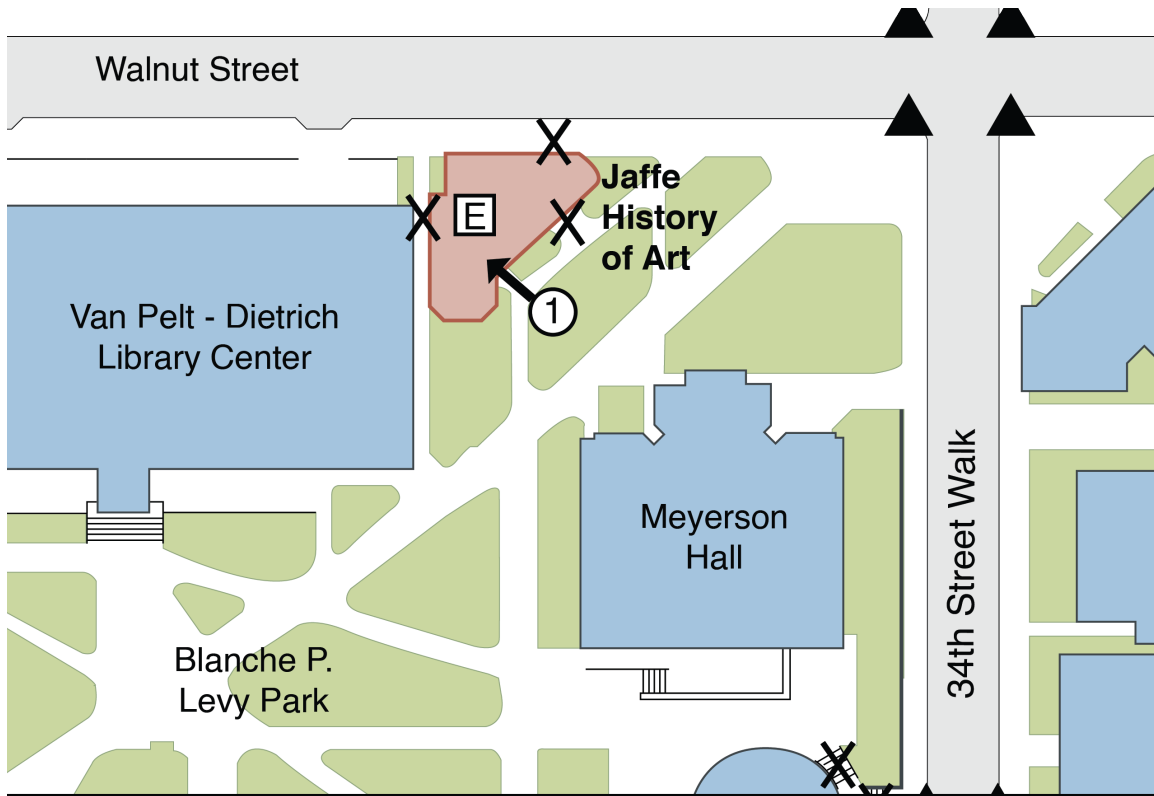 Walnut Street
Jaffe
History
of Art
E
1
Van Pelt - Dietrich
Library Center
Meyerson
Hall
34th Street Walk
Blanche P.
Levy Park